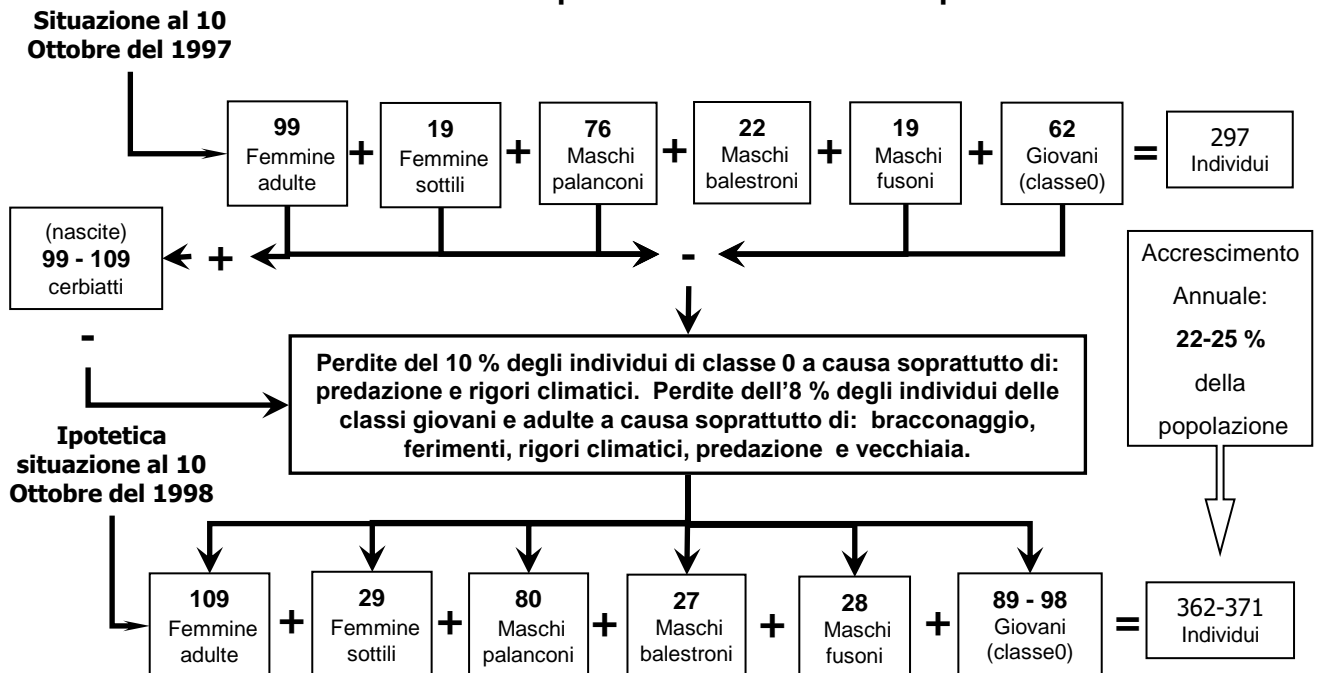 Situazione al 10
Ottobre del 1997
99
Femmine
adulte
+
19
Femmine
sottili
+
76
Maschi
palanconi
+
22
Maschi
balestroni
+
19
Maschi
fusoni
+
62
Giovani
(classe0)
=
297
Individui
(nascite)
99 - 109
cerbiatti
+
-
-
Accrescimento
Annuale:
22-25 %
della
popolazione
Perdite del 10 % degli individui di classe 0 a causa soprattutto di:
predazione e rigori climatici. Perdite dell'8 % degli individui delle
classi giovani e adulte a causa soprattutto di: bracconaggio,
ferimenti, rigori climatici, predazione e vecchiaia.
Ipotetica
situazione al 10
Ottobre del 1998
109
Femmine
adulte
+
29
Femmine
sottili
+
80
Maschi
palanconi
+
27
Maschi
balestroni
+
28
Maschi
fusoni
+
89 - 98
Giovani
(classe0)
=
362-371
Individui